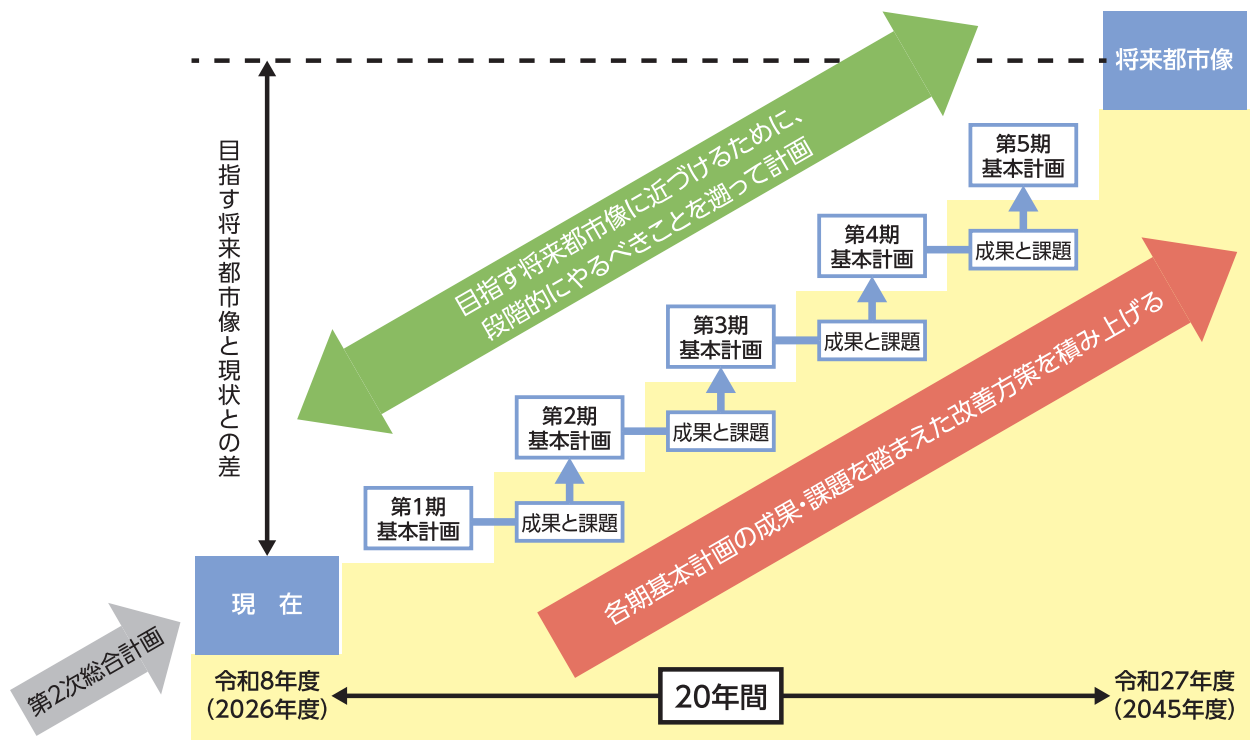 将来都市像
目指す将来都市像と現状との差
目指す将来都市像に近づけるために、
段階的にやるべきことを遡って計画
第5期
基本計画
成果と課題
第4期
基本計画
成果と課題
第3期
基本計画
成果と課題
第2期
基本計画
成果と課題
第1期
基本計画
各期基本計画の成果・課題を踏まえた改善方策を積み上げる
現　在
第2次総合計画
令和8年度
（2026年度）
20年間
令和27年度
（2045年度）